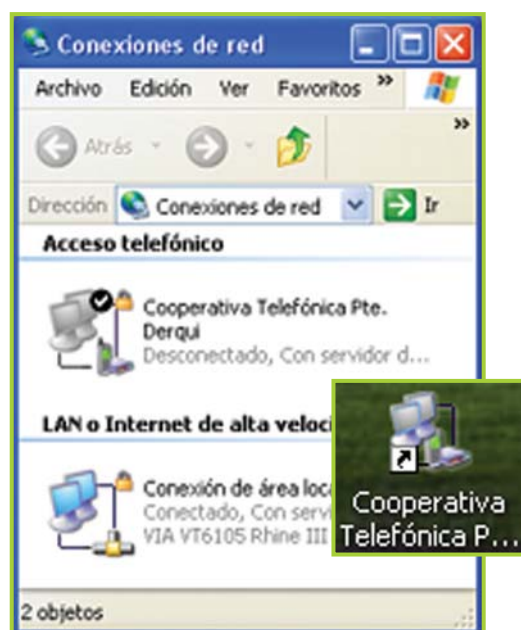 Conexiones de red
Archivo Edición Ver Favoritos »
Atrás »
Dirección Conexiones de red Ir
Acceso telefónico
Cooperativa Telefónica Pte.
Derqui
Desconectado, Con servidor d...
LAN o Internet de alta veloci
Conexión de área loca
Conectado, Con servi
VIA VT6105 Rhine III
Cooperativa
Telefónica P...
2 objetos